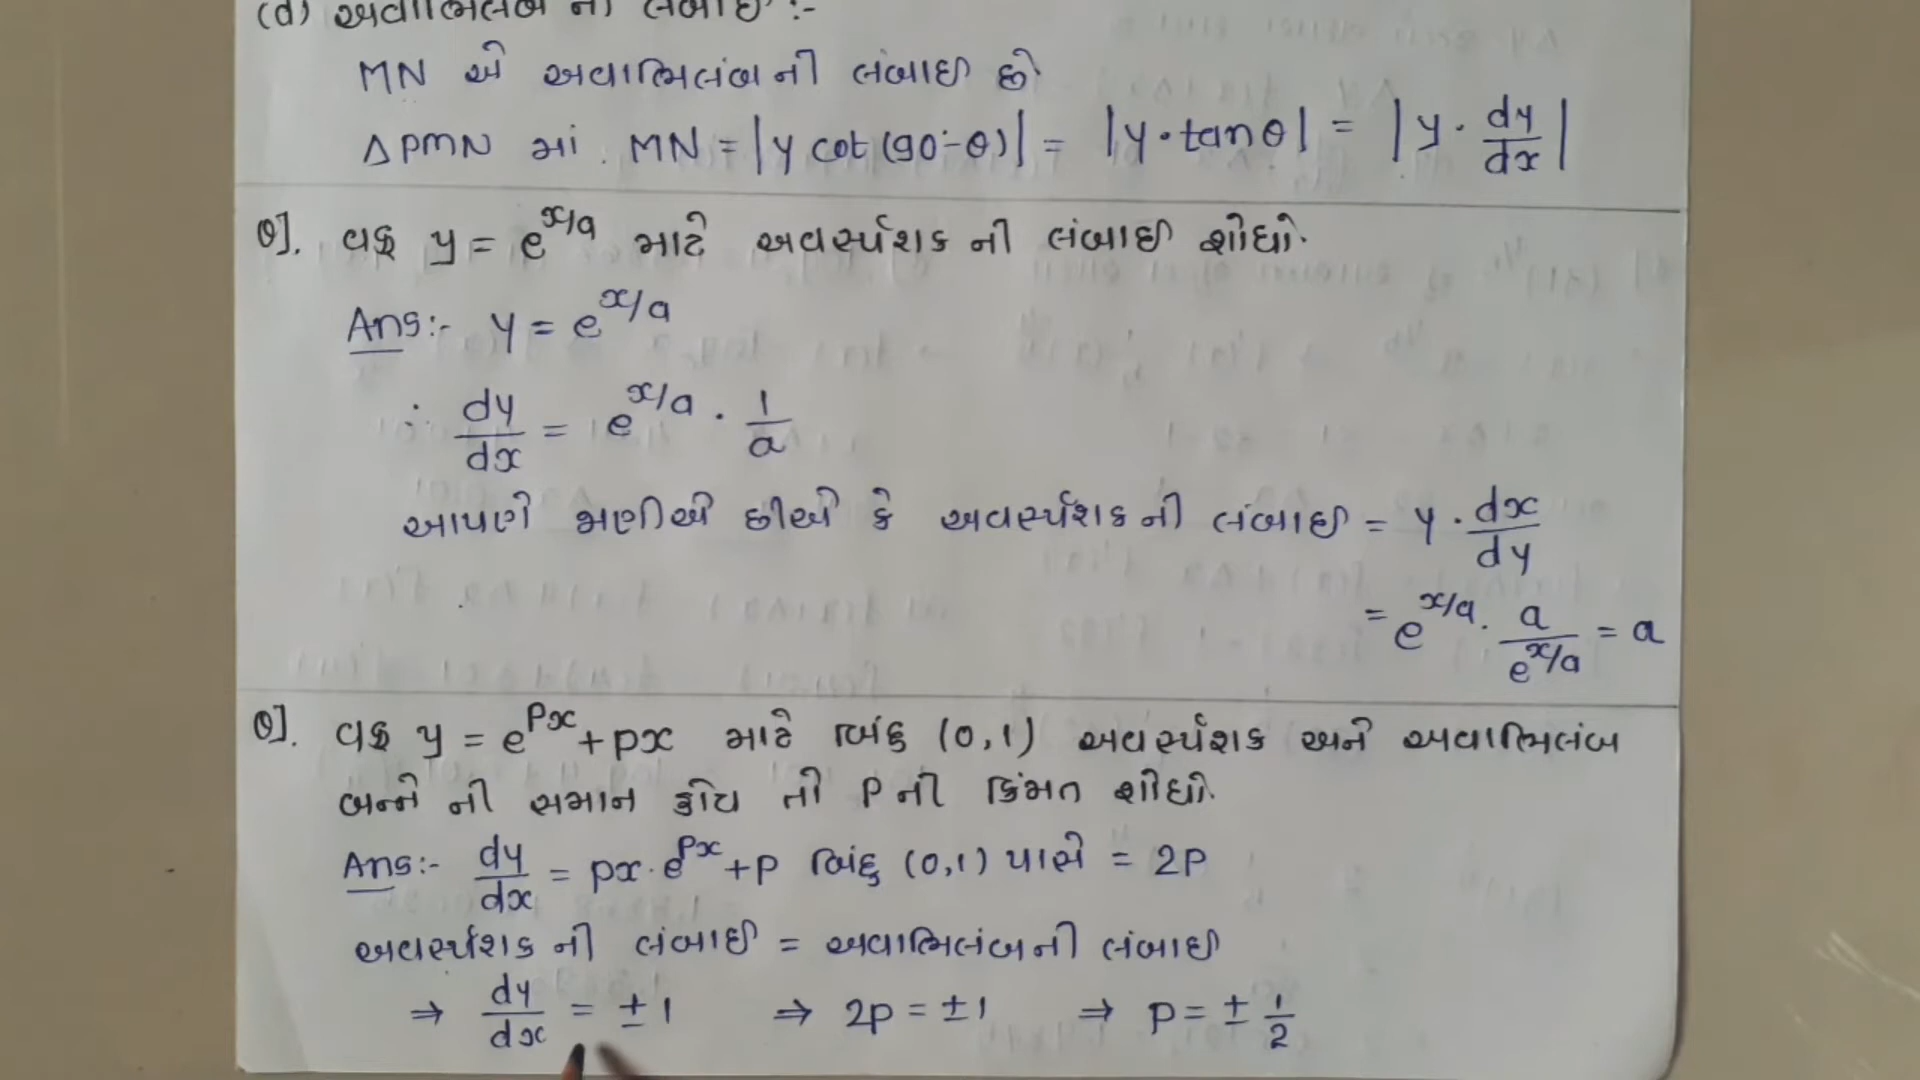 (d) અવાભિલંબ ની લંબાઈ :-
MN એ અવાભિલંબની લંબાઈ છે
△PMN માં . MN = |y cot(90-θ)| = |y·tanθ| = |y·dy/dx|
Q]. વક્ર y = e^x/a માટે અવસ્પર્શક ની લંબાઈ શોધો.
Ans:- y = e^x/a
∴ dy/dx = e^x/a · 1/a
આપણે જાણીએ છીએ કે અવસ્પર્શકની લંબાઈ = y · dx/dy
= e^x/a · a/e^x/a = a
Q]. વક્ર y = e^px + px માટે બિંદુ (0,1) અવસ્પર્શક અને અવાભિલંબ
બન્ને ની સમાન હોય તો P ની કિંમત શોધો.
Ans:- dy/dx = px·e^px + p બિંદુ (0,1) પાસે = 2p
અવસ્પર્શક ની લંબાઈ = અવાભિલંબની લંબાઈ
⇒ dy/dx = ±1 ⇒ 2p = ±1 ⇒ p = ± 1/2